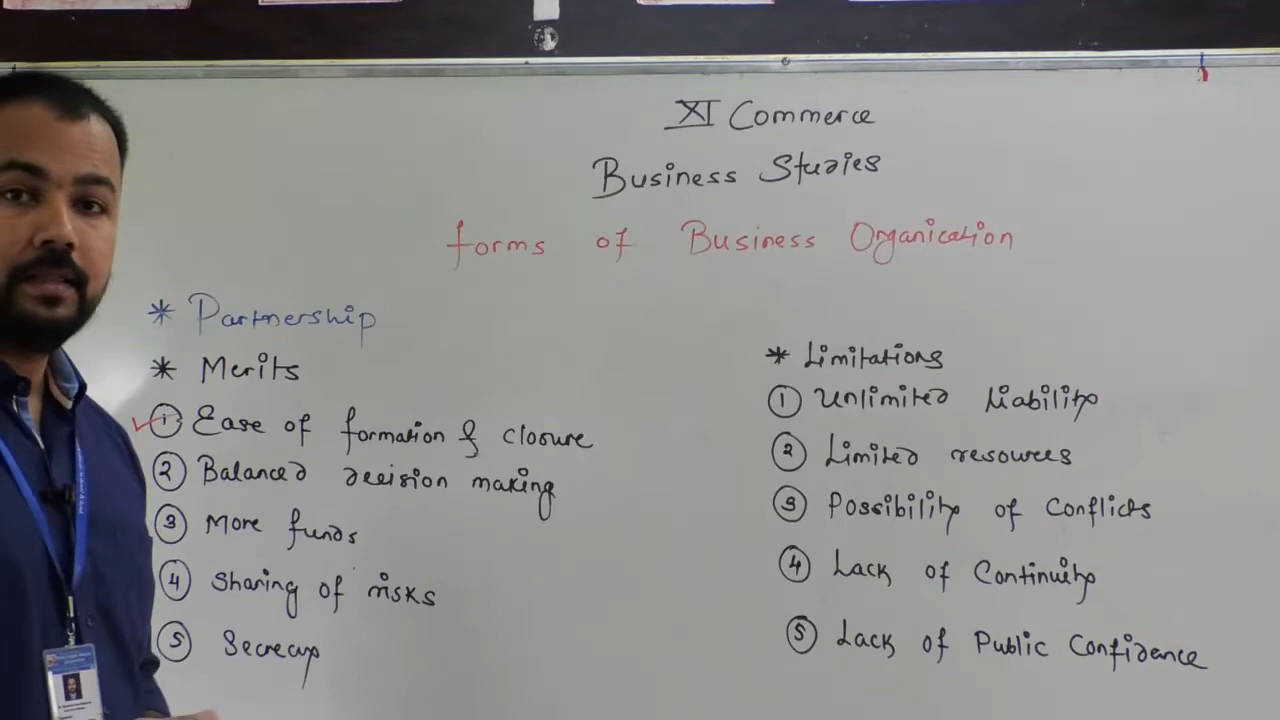 XI Commerce
Business Studies
forms of Business Organication
* Partnership
* Merits
① Ease of formation & closure
② Balanced decision making
③ More funds
④ Sharing of risks
⑤ Secrecy
* Limitations
① Unlimited Liability
② Limited resources
③ Possibility of Conflicts
④ Lack of Continuity
⑤ Lack of Public Confidence